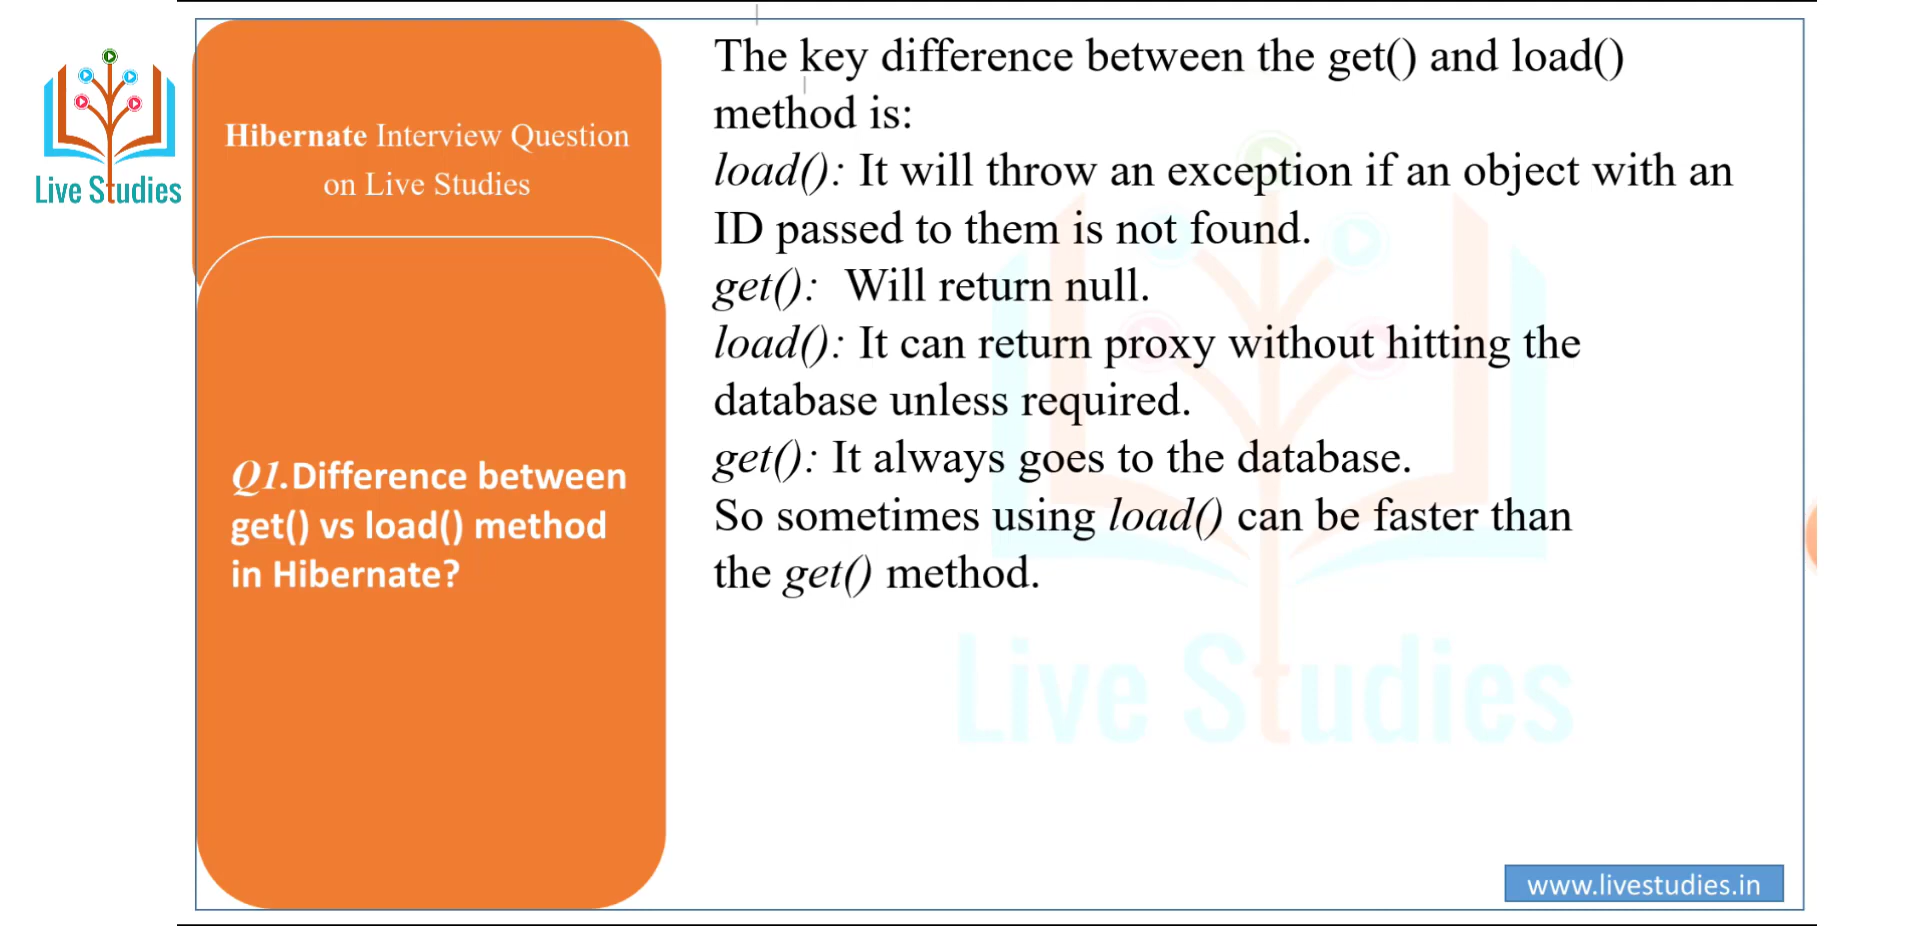 Live Studies
Hibernate Interview Question
on Live Studies
Q1.Difference between
get() vs load() method
in Hibernate?
The key difference between the get() and load()
method is:
load(): It will throw an exception if an object with an
ID passed to them is not found.
get(): Will return null.
load(): It can return proxy without hitting the
database unless required.
get(): It always goes to the database.
So sometimes using load() can be faster than
the get() method.
Live Studies
www.livestudies.in